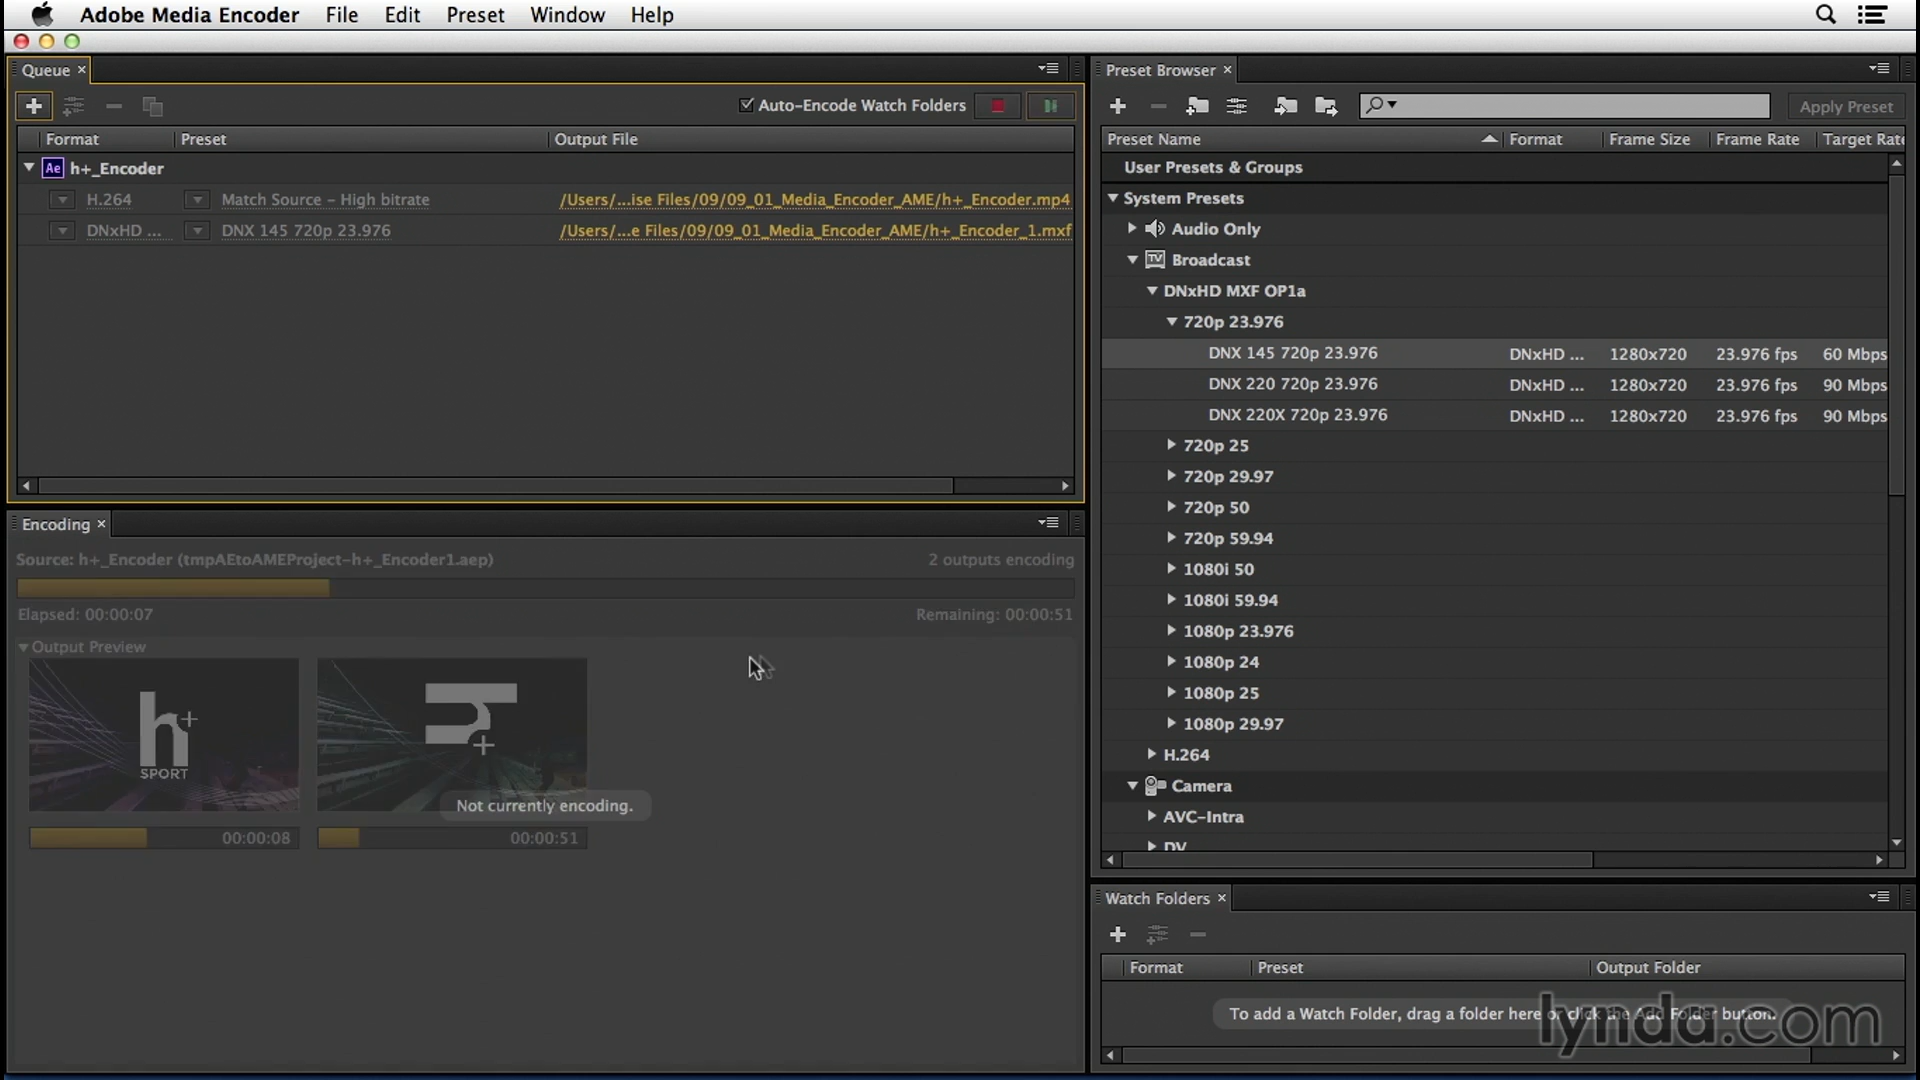 Adobe Media Encoder File Edit Preset Window Help
Queue ×
Auto-Encode Watch Folders
Format Preset Output File
Ae h+_Encoder
H.264 Match Source – High bitrate /Users/...ise Files/09/09_01_Media_Encoder_AME/h+_Encoder.mp4
DNxHD ... DNX 145 720p 23.976 /Users/...e Files/09/09_01_Media_Encoder_AME/h+_Encoder_1.mxf
Encoding ×
Source: h+_Encoder (tmpAEtoAMEProject-h+_Encoder1.aep) 2 outputs encoding
Elapsed: 00:00:07 Remaining: 00:00:51
Output Preview
h+
SPORT
Not currently encoding.
00:00:08 00:00:51
Preset Browser ×
Apply Preset
Preset Name Format Frame Size Frame Rate Target Rate
User Presets & Groups
System Presets
Audio Only
TV Broadcast
DNxHD MXF OP1a
720p 23.976
DNX 145 720p 23.976 DNxHD ... 1280x720 23.976 fps 60 Mbps
DNX 220 720p 23.976 DNxHD ... 1280x720 23.976 fps 90 Mbps
DNX 220X 720p 23.976 DNxHD ... 1280x720 23.976 fps 90 Mbps
720p 25
720p 29.97
720p 50
720p 59.94
1080i 50
1080i 59.94
1080p 23.976
1080p 24
1080p 25
1080p 29.97
H.264
Camera
AVC-Intra
DV
Watch Folders ×
Format Preset Output Folder
To add a Watch Folder, drag a folder here or click the Add Folder button.
lynda.com